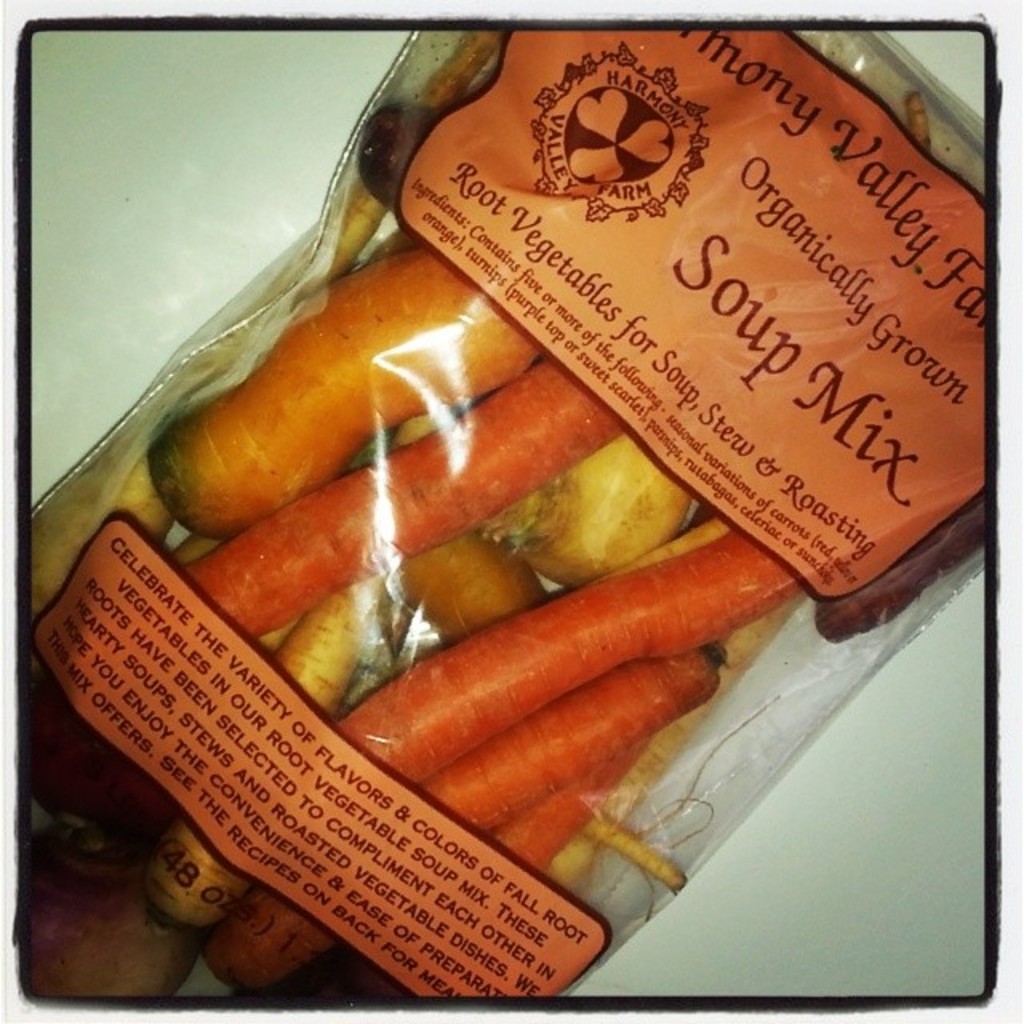 HARMONY
VALLEY
FARM
rmony Valley Fa
Organically Grown
Soup Mix
Root Vegetables for Soup, Stew & Roasting
Ingredients: Contains five or more of the following - seasonal variations of carrots (red,
orange), turnips (purple top or sweet scarlet), parsnips, rutabagas, celeriac or
CELEBRATE THE VARIETY OF FLAVORS & COLORS OF FALL ROOT
VEGETABLES IN OUR ROOT VEGETABLE SOUP MIX. THESE
ROOTS HAVE BEEN SELECTED TO COMPLIMENT EACH OTHER IN
HEARTY SOUPS, STEWS AND ROASTED VEGETABLE DISHES. WE
HOPE YOU ENJOY THE CONVENIENCE & EASE OF PREPARAT
THIS MIX OFFERS. SEE THE RECIPES ON BACK FOR MEA
(48 OZS.) 1